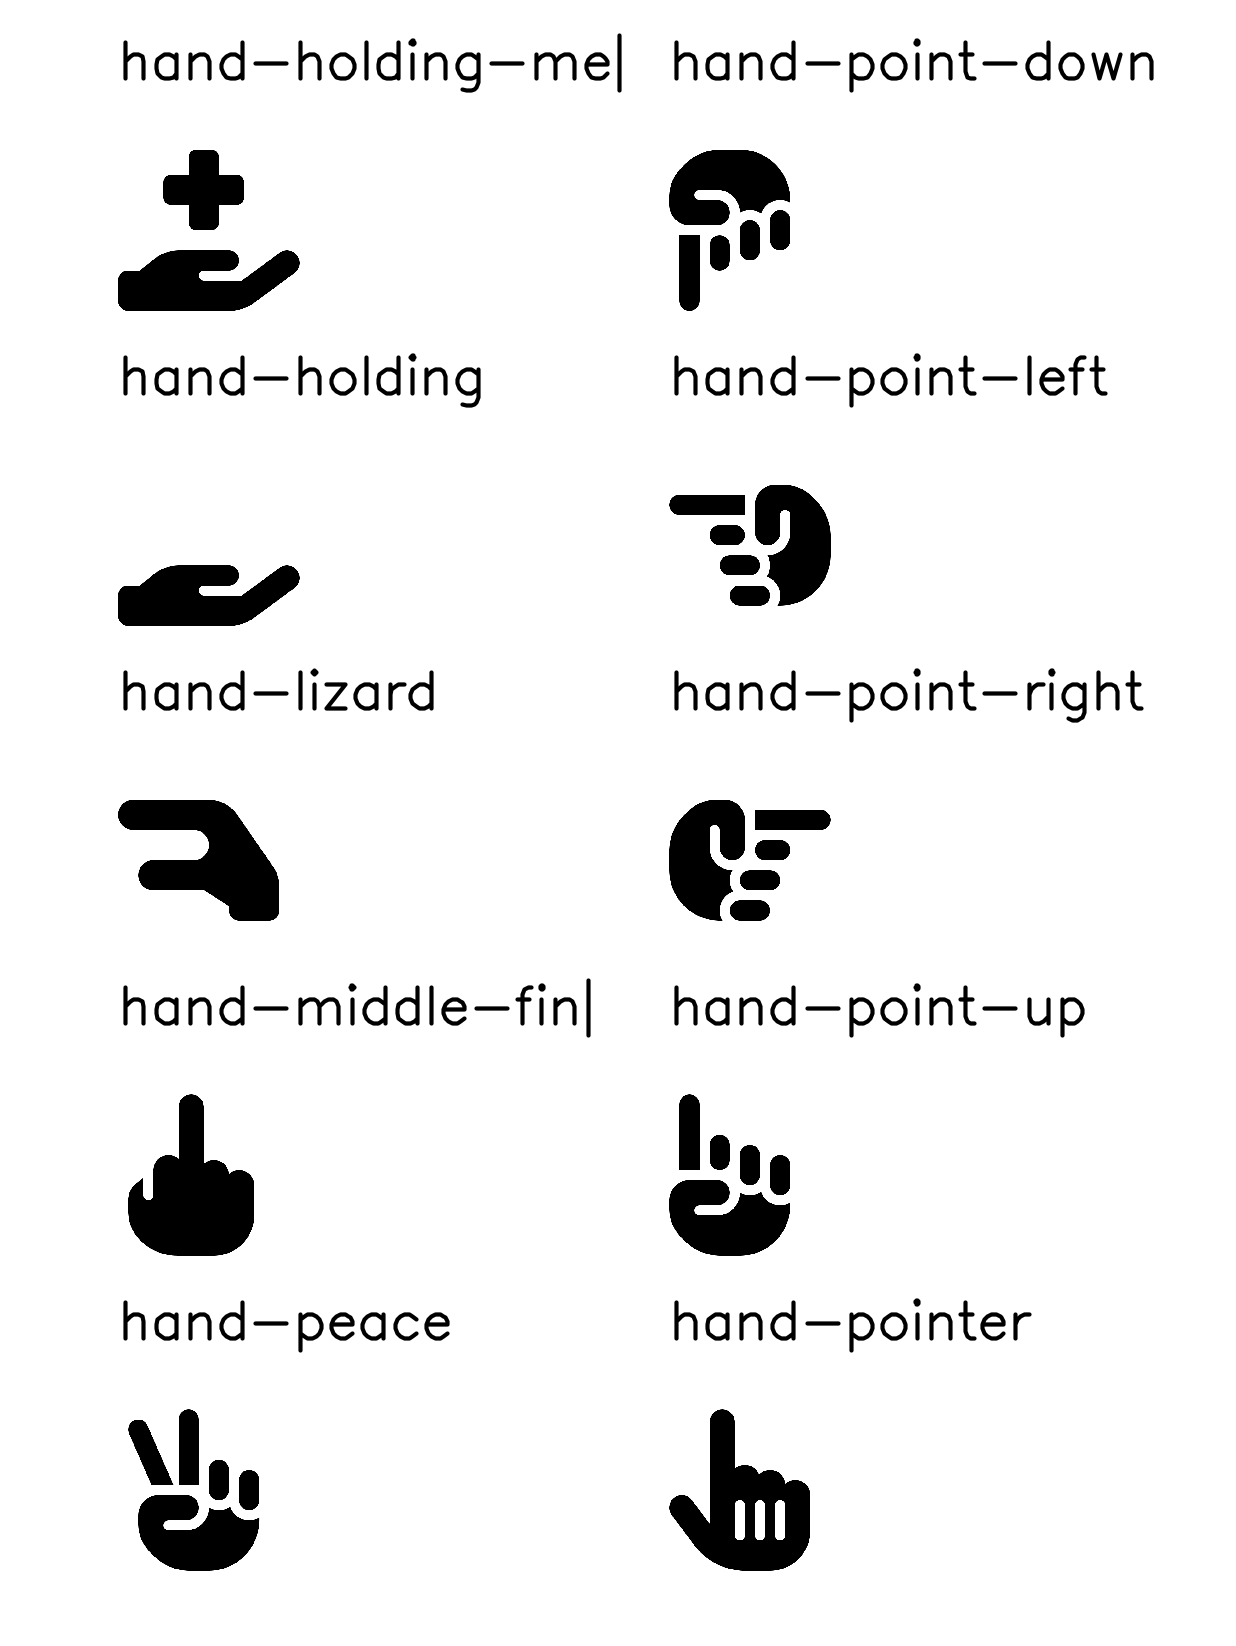 hand-holding-me| hand-point-down
hand-holding hand-point-left
hand-lizard hand-point-right
hand-middle-fin| hand-point-up
hand-peace hand-pointer